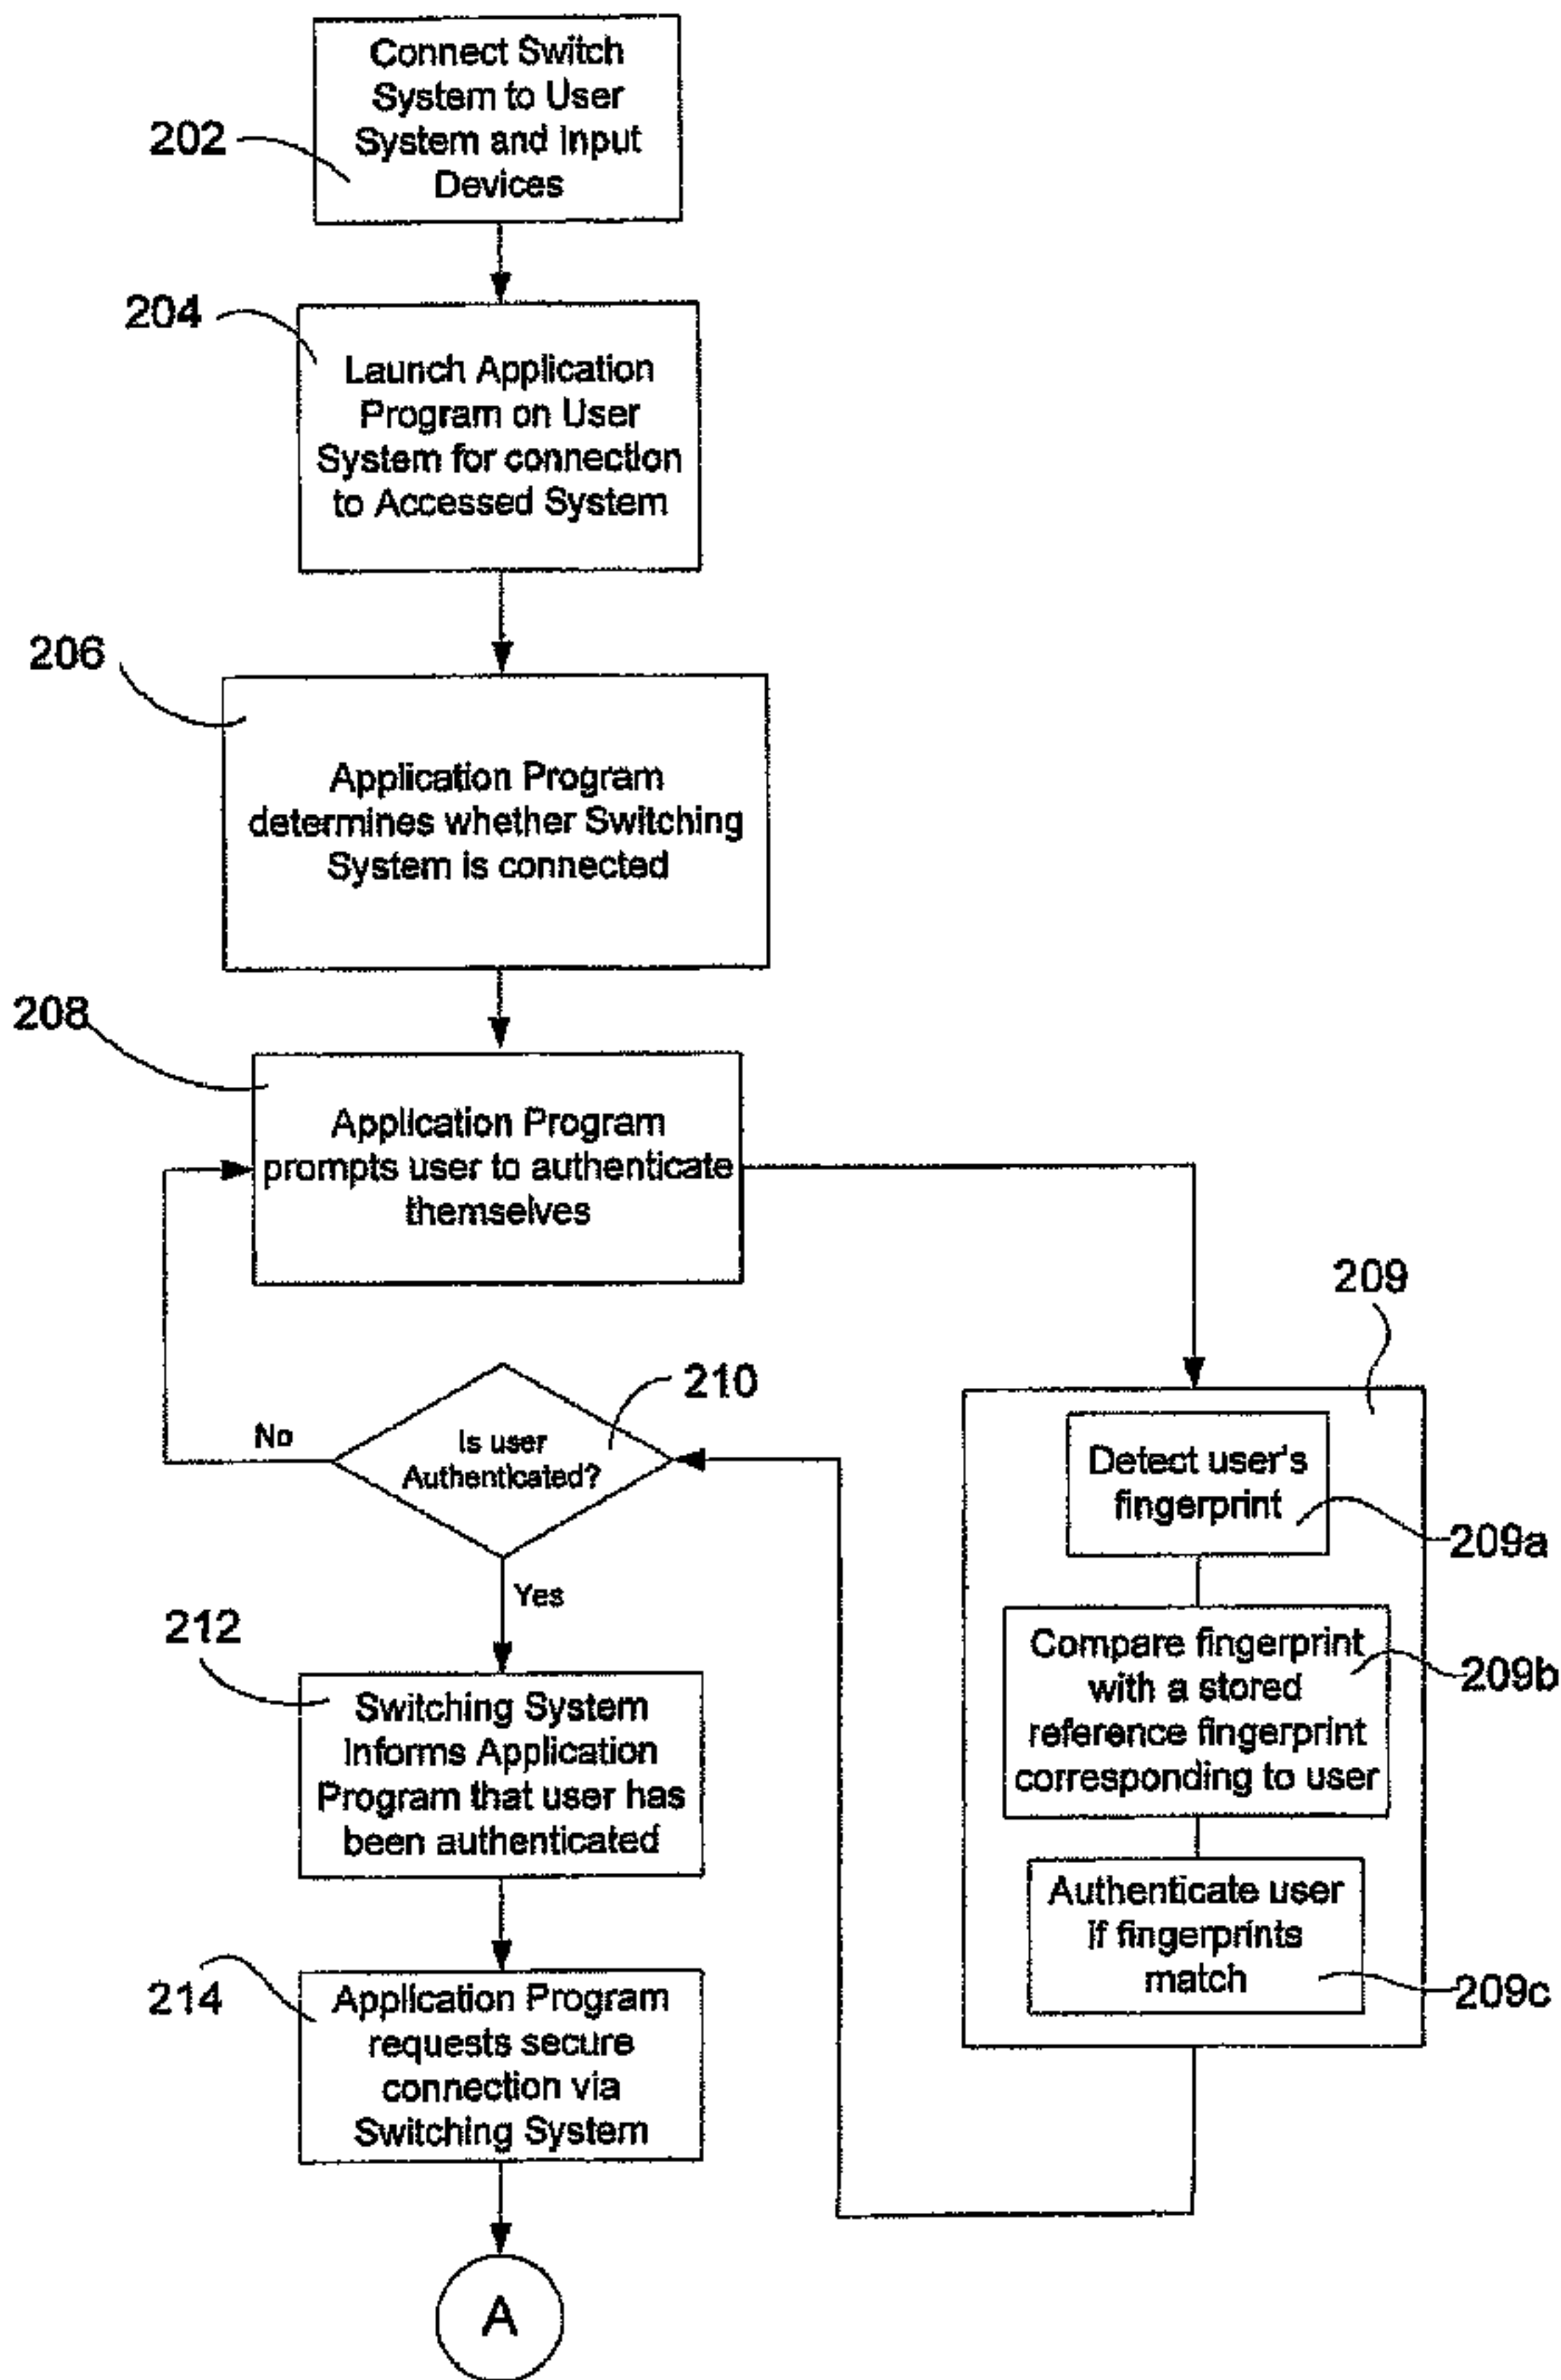 Connect Switch
System to User
System and Input
Devices
202
204
Launch Application
Program on User
System for connection
to Accessed System
206
Application Program
determines whether Switching
System is connected
208
Application Program
prompts user to authenticate
themselves
209
Detect user's
fingerprint
209a
Compare fingerprint
with a stored
reference fingerprint
corresponding to user
209b
Authenticate user
if fingerprints
match
209c
210
Is user
Authenticated?
No
Yes
212
Switching System
Informs Application
Program that user has
been authenticated
214
Application Program
requests secure
connection via
Switching System
A